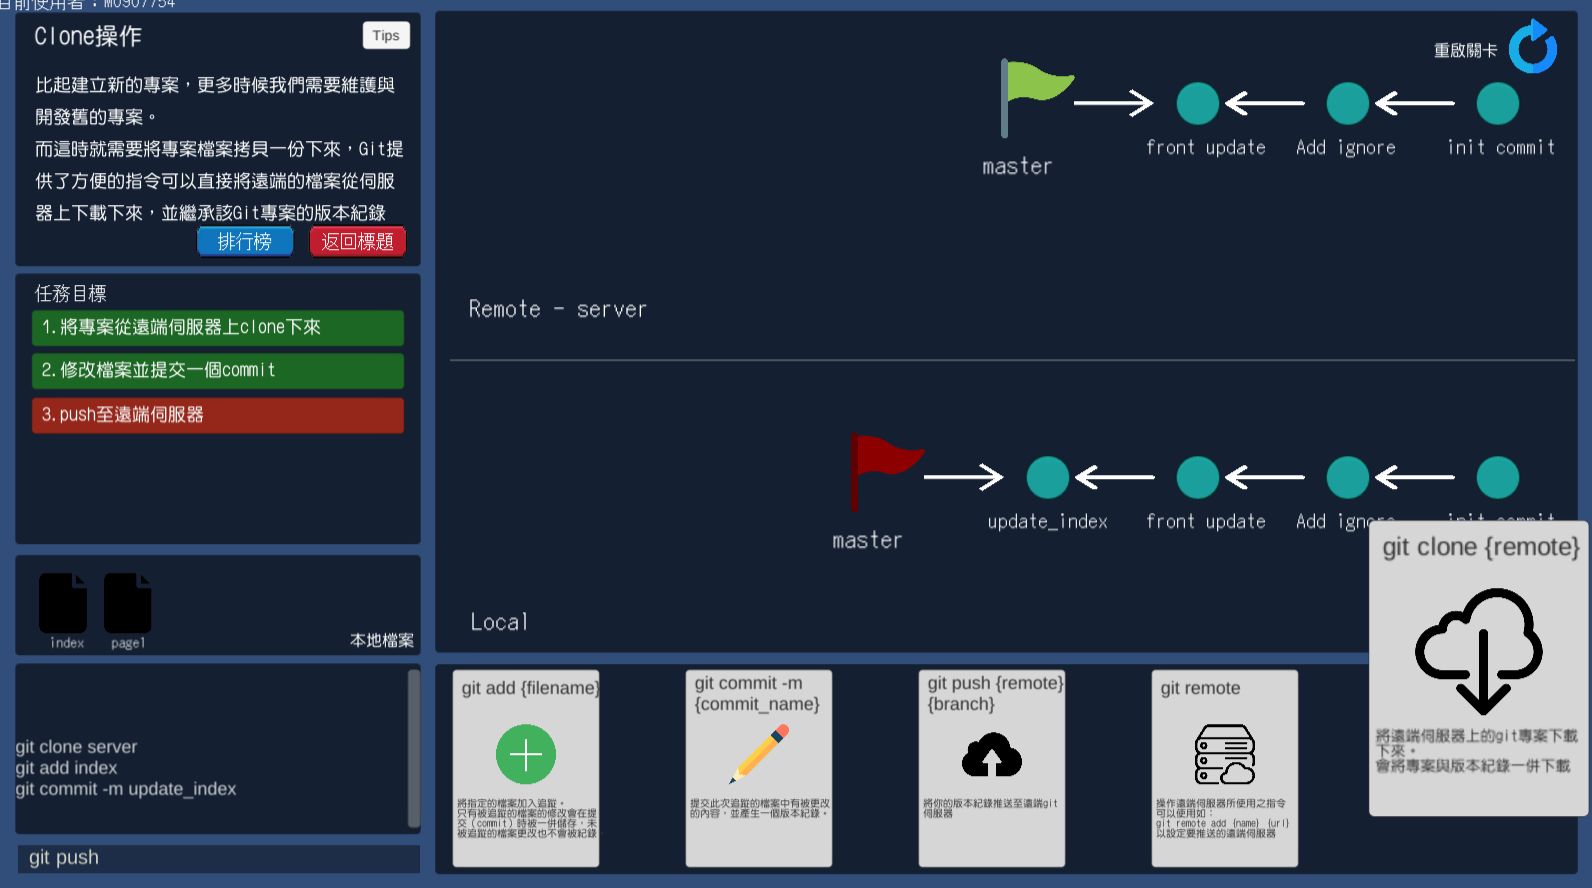 目前使用者：M0907754
Clone操作
Tips
比起建立新的專案，更多時候我們需要維護與
開發舊的專案。
而這時就需要將專案檔案拷貝一份下來，Git提
供了方便的指令可以直接將遠端的檔案從伺服
器上下載下來，並繼承該Git專案的版本紀錄
排行榜
返回標題
任務目標
1.將專案從遠端伺服器上clone下來
2.修改檔案並提交一個commit
3.push至遠端伺服器
index
page1
本地檔案
git clone server
git add index
git commit -m update_index
git push
重啟關卡
master
front update
Add ignore
init commit
Remote - server
master
update_index
front update
Add ignore
init commit
Local
git add {filename}
將指定的檔案加入追蹤。
只有被追蹤的檔案的修改會在提
交（commit）時被一併儲存，未
被追蹤的檔案更改也不會被紀錄
git commit -m
{commit_name}
提交此次追蹤的檔案中有被更改
的內容，並產生一個版本紀錄。
git push {remote}
{branch}
將你的版本紀錄推送至遠端git
伺服器
git remote
操作遠端伺服器所使用之指令
可以使用如：
git remote add {name} {url}
以設定要推送的遠端伺服器
git clone {remote}
將遠端伺服器上的git專案下載
下來。
會將專案與版本紀錄一併下載